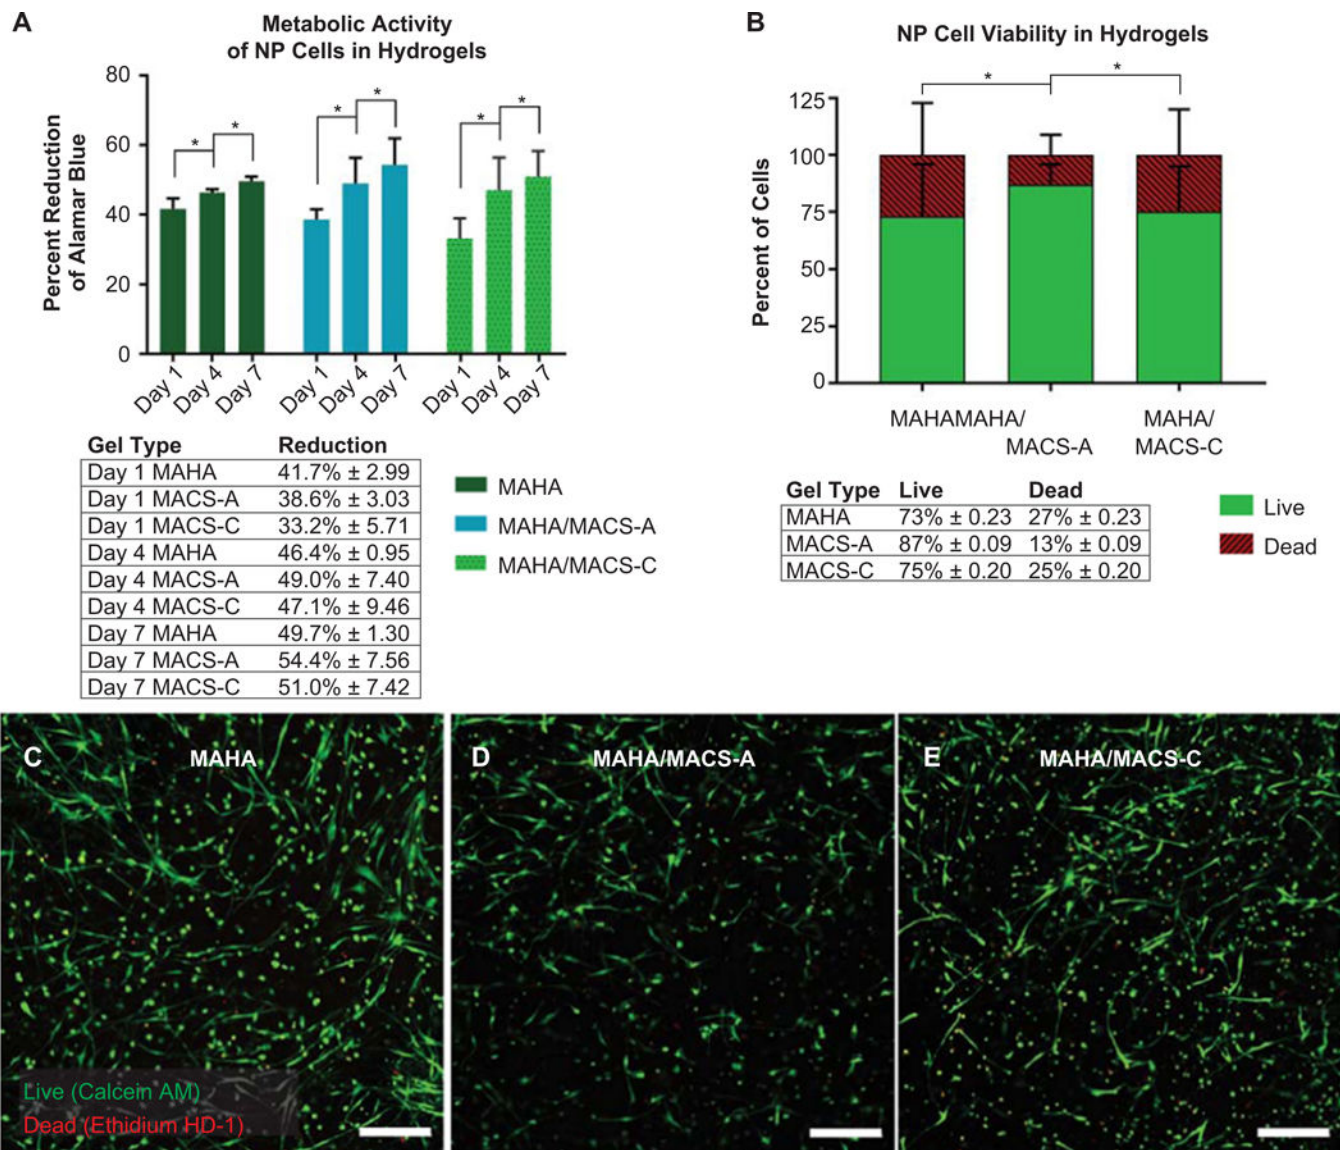 A
Metabolic Activity
of NP Cells in Hydrogels
Percent Reduction
of Alamar Blue
80
60
40
20
0
* * * * * *
Day 1 Day 4 Day 7 Day 1 Day 4 Day 7 Day 1 Day 4 Day 7
Gel Type Reduction
Day 1 MAHA 41.7% ± 2.99
Day 1 MACS-A 38.6% ± 3.03
Day 1 MACS-C 33.2% ± 5.71
Day 4 MAHA 46.4% ± 0.95
Day 4 MACS-A 49.0% ± 7.40
Day 4 MACS-C 47.1% ± 9.46
Day 7 MAHA 49.7% ± 1.30
Day 7 MACS-A 54.4% ± 7.56
Day 7 MACS-C 51.0% ± 7.42
MAHA
MAHA/MACS-A
MAHA/MACS-C
B
NP Cell Viability in Hydrogels
Percent of Cells
125
100
75
50
25
0
* *
MAHAMAHA/ MAHA/
MACS-A MACS-C
Gel Type Live Dead
MAHA 73% ± 0.23 27% ± 0.23
MACS-A 87% ± 0.09 13% ± 0.09
MACS-C 75% ± 0.20 25% ± 0.20
Live
Dead
C MAHA
Live (Calcein AM)
Dead (Ethidium HD-1)
D MAHA/MACS-A
E MAHA/MACS-C